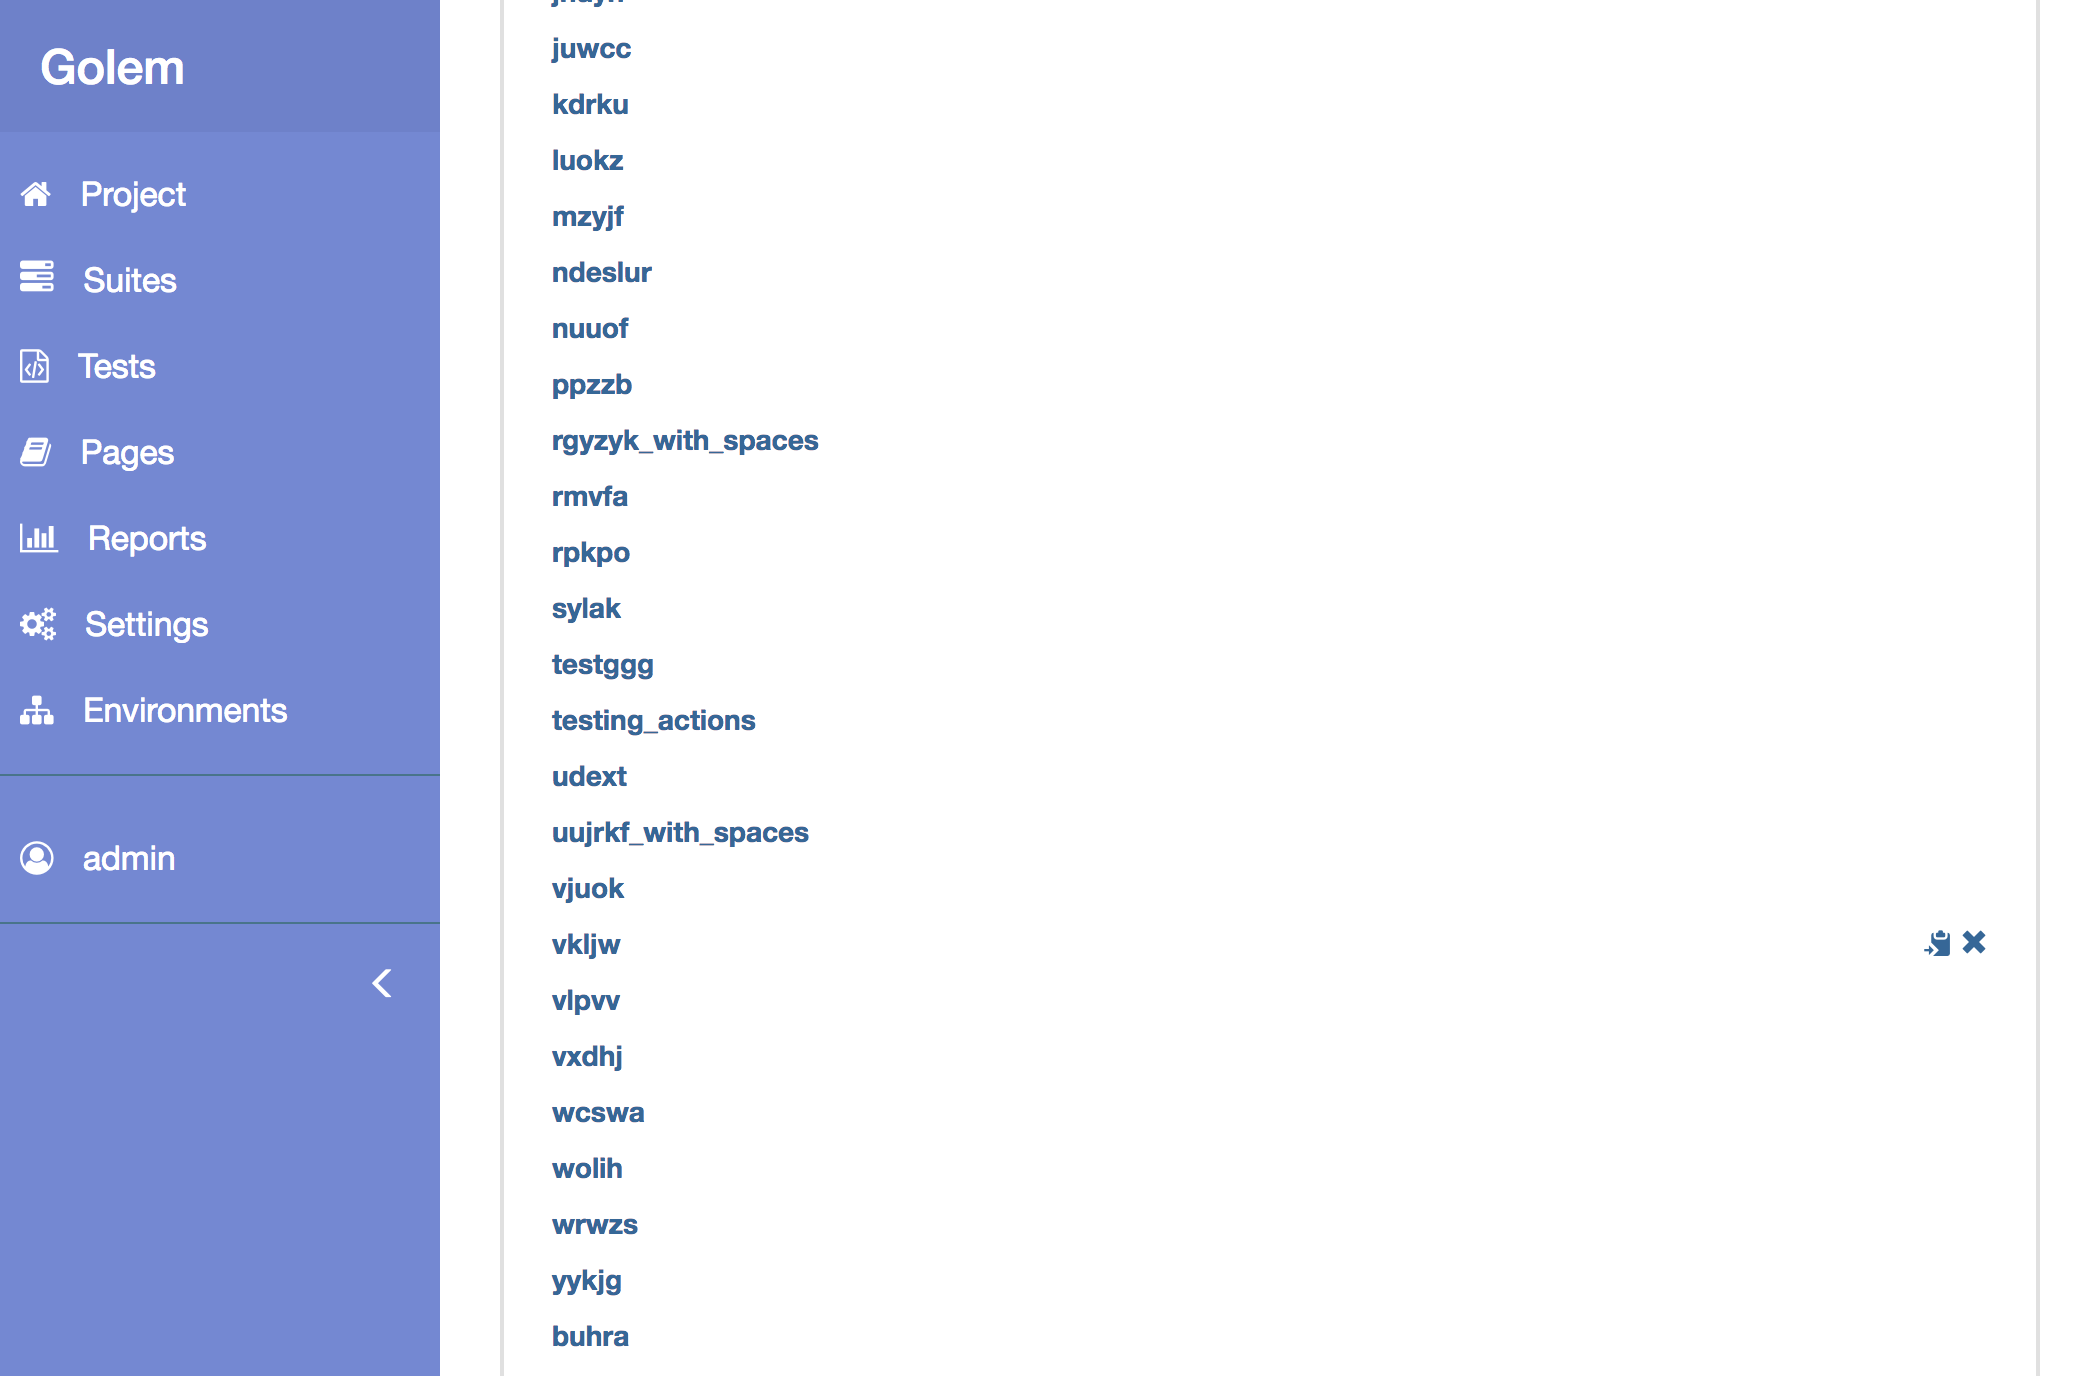 Golem
Project
Suites
Tests
Pages
Reports
Settings
Environments
admin
juwcc
kdrku
luokz
mzyjf
ndeslur
nuuof
ppzzb
rgyzyk_with_spaces
rmvfa
rpkpo
sylak
testggg
testing_actions
udext
uujrkf_with_spaces
vjuok
vkljw
vlpvv
vxdhj
wcswa
wolih
wrwzs
yykjg
buhra